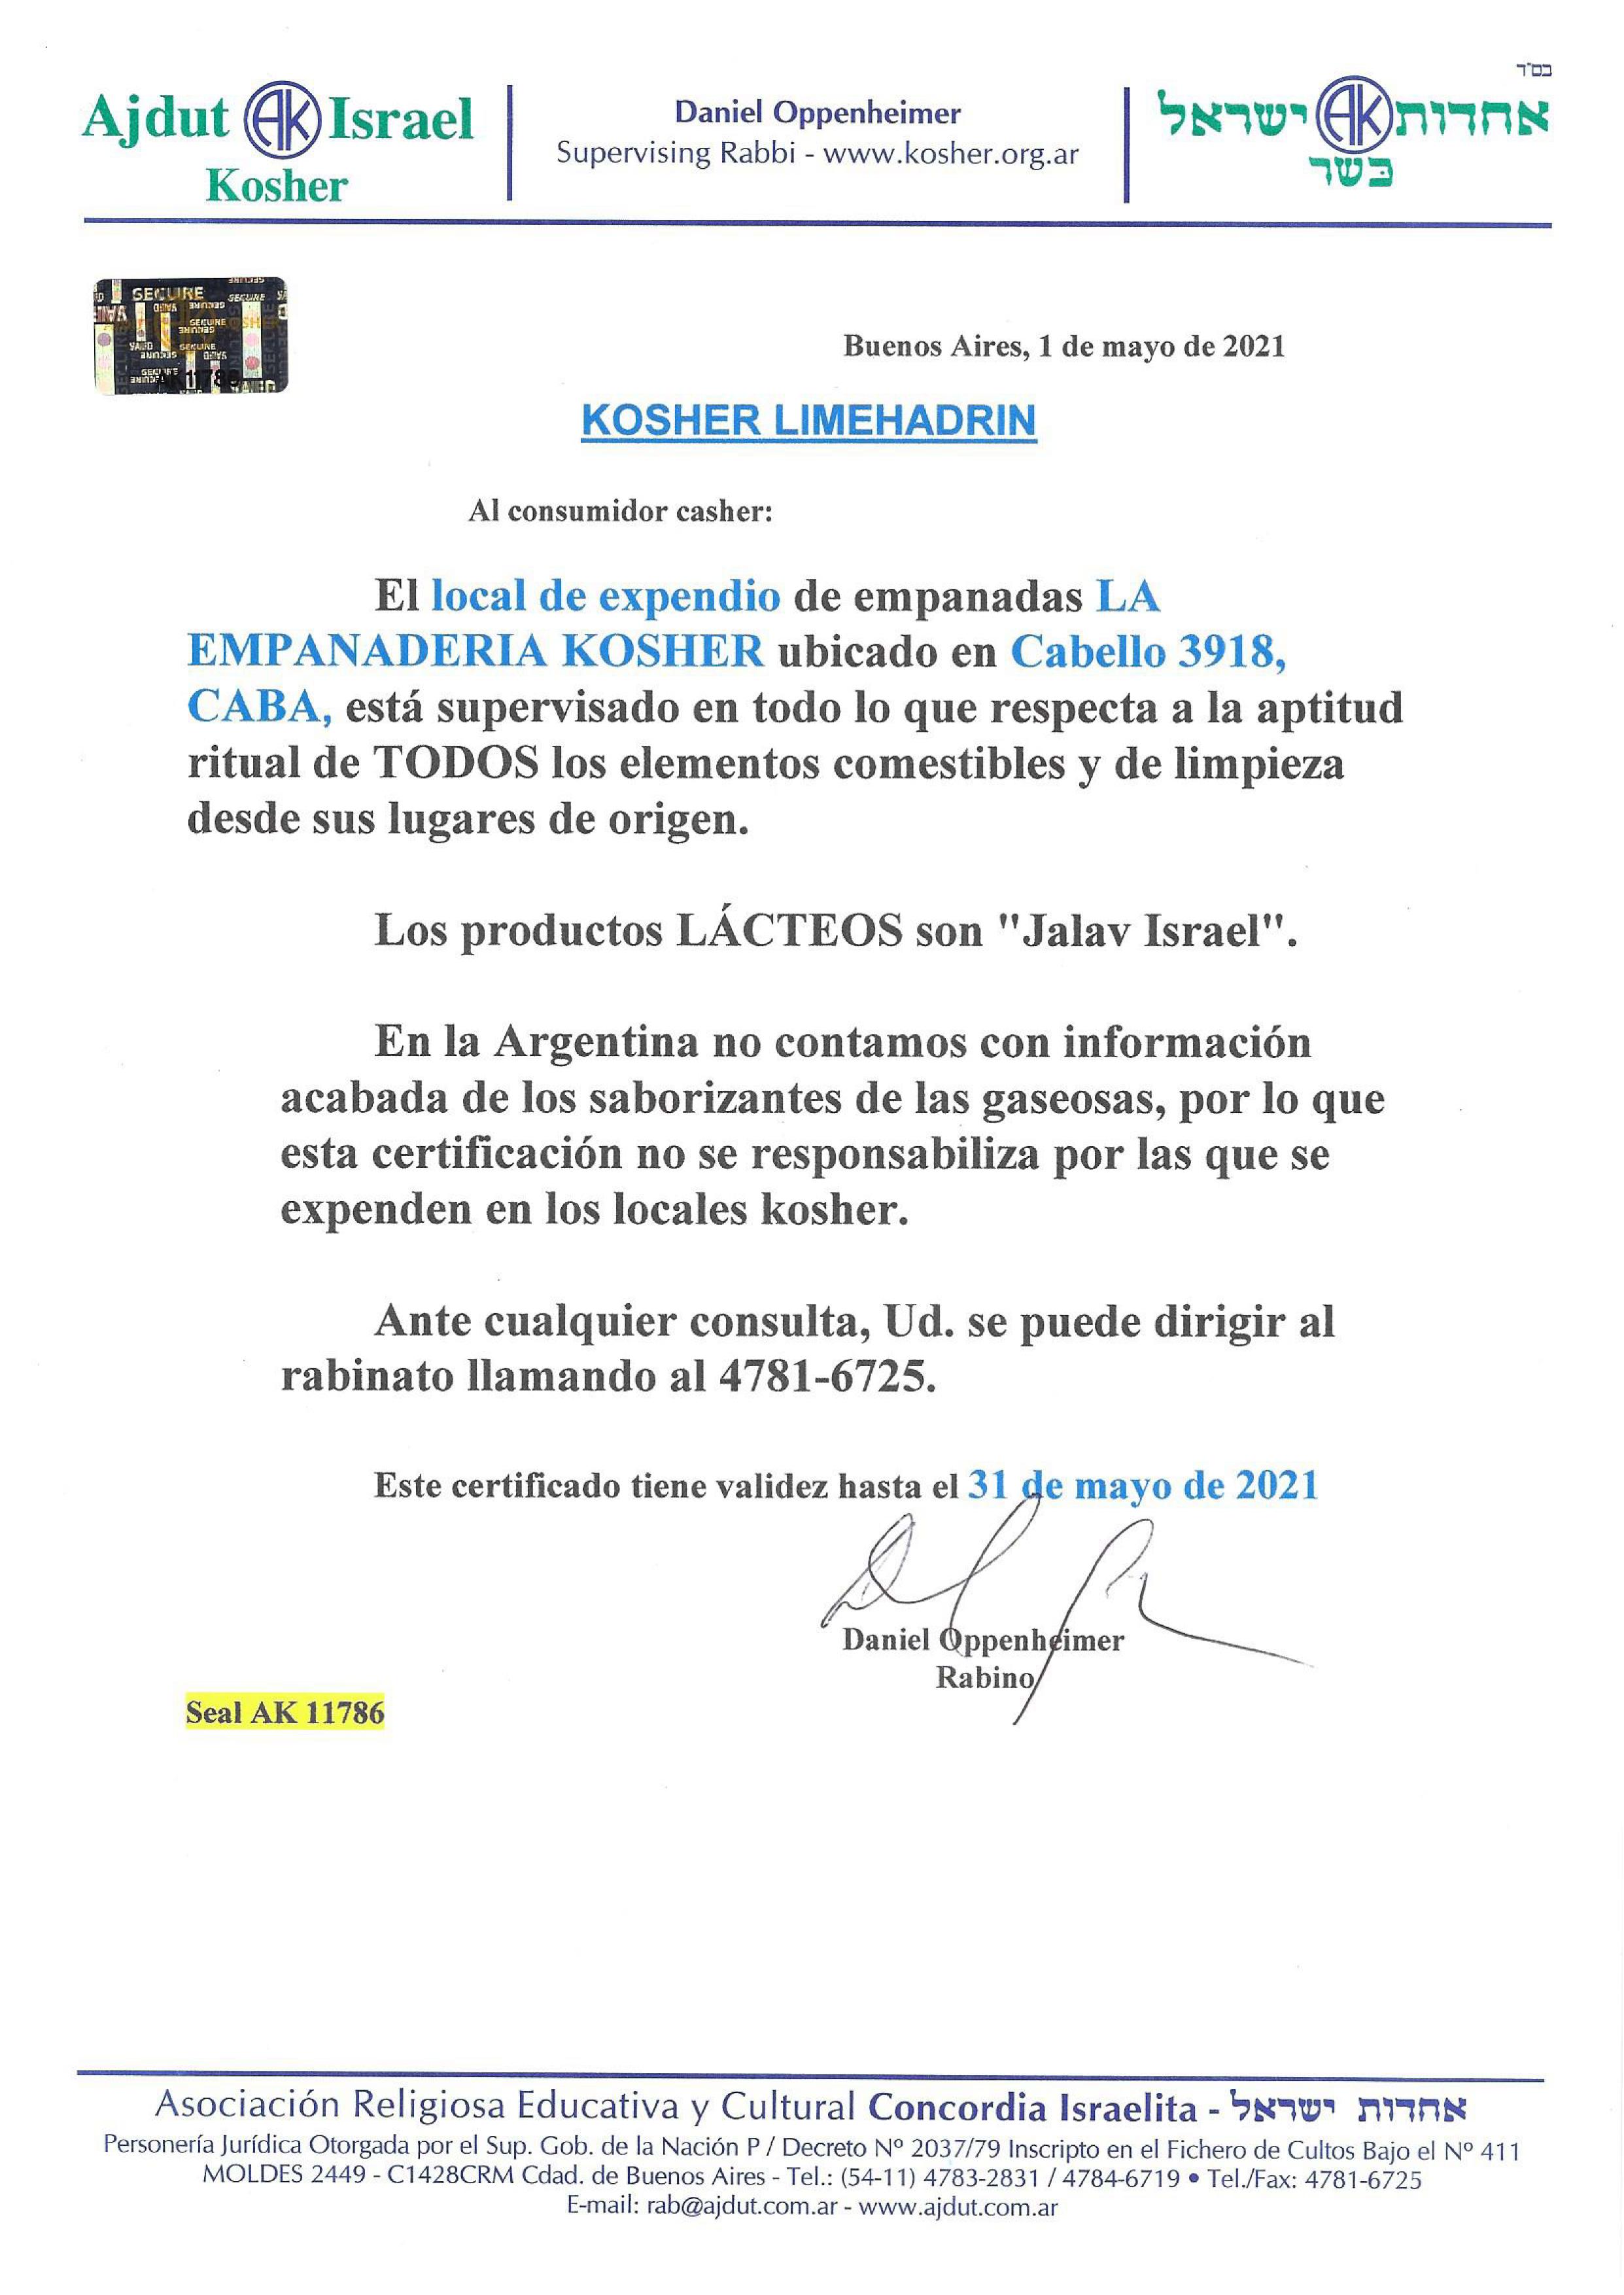 בס"ד
Ajdut AK Israel
Kosher
Daniel Oppenheimer
Supervising Rabbi - www.kosher.org.ar
אחדות AK ישראל
כשר
SECURE
AK11786
Buenos Aires, 1 de mayo de 2021
KOSHER LIMEHADRIN
Al consumidor casher:
El local de expendio de empanadas LA
EMPANADERIA KOSHER ubicado en Cabello 3918,
CABA, está supervisado en todo lo que respecta a la aptitud
ritual de TODOS los elementos comestibles y de limpieza
desde sus lugares de origen.
Los productos LÁCTEOS son "Jalav Israel".
En la Argentina no contamos con información
acabada de los saborizantes de las gaseosas, por lo que
esta certificación no se responsabiliza por las que se
expenden en los locales kosher.
Ante cualquier consulta, Ud. se puede dirigir al
rabinato llamando al 4781-6725.
Este certificado tiene validez hasta el 31 de mayo de 2021
Daniel Oppenheimer
Rabino
Seal AK 11786
Asociación Religiosa Educativa y Cultural Concordia Israelita - אחדות ישראל
Personería Jurídica Otorgada por el Sup. Gob. de la Nación P / Decreto Nº 2037/79 Inscripto en el Fichero de Cultos Bajo el Nº 411
MOLDES 2449 - C1428CRM Cdad. de Buenos Aires - Tel.: (54-11) 4783-2831 / 4784-6719 • Tel./Fax: 4781-6725
E-mail: rab@ajdut.com.ar - www.ajdut.com.ar